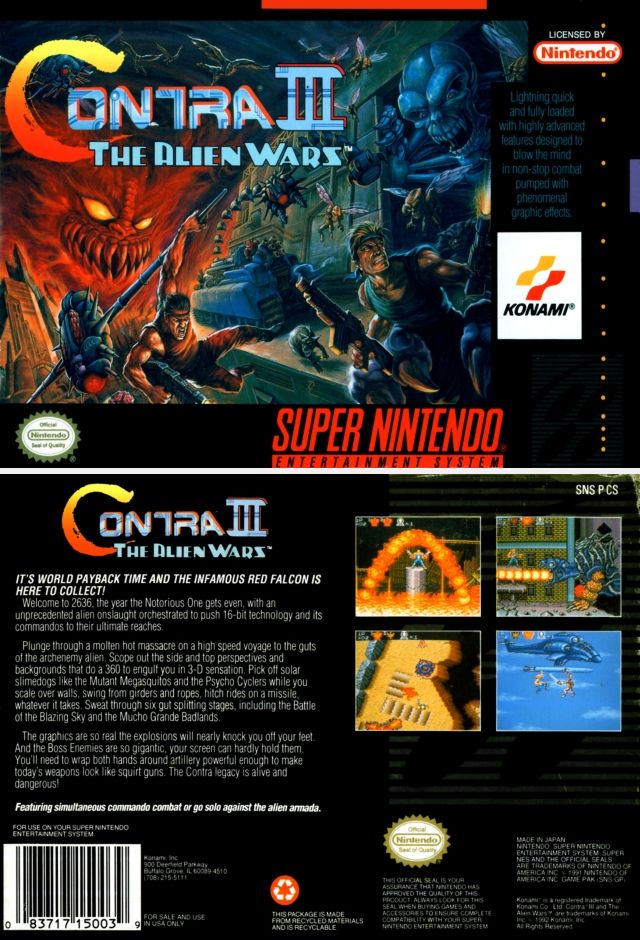 LICENSED BY
Nintendo®
CONTRA III
THE ALIEN WARS™
Lightning quick
and fully loaded
with highly advanced
features designed to
blow the mind
in non-stop combat
pumped with
phenomenal
graphic effects.
KONAMI®
Official
Nintendo
Seal of Quality
SUPER NINTENDO®
ENTERTAINMENT SYSTEM
SNS P CS
CONTRA III
THE ALIEN WARS™
IT'S WORLD PAYBACK TIME AND THE INFAMOUS RED FALCON IS
HERE TO COLLECT!
Welcome to 2636, the year the Notorious One gets even, with an
unprecedented alien onslaught orchestrated to push 16-bit technology and its
commandos to their ultimate reaches.
Plunge through a molten hot massacre on a high speed voyage to the guts
of the archenemy alien. Scope out the side and top perspectives and
backgrounds that do a 360 to engulf you in 3-D sensation. Pick off solar
slimedogs like the Mutant Megasquitos and the Psycho Cyclers while you
scale over walls, swing from girders and ropes, hitch rides on a missile,
whatever it takes. Sweat through six gut splitting stages, including the Battle
of the Blazing Sky and the Mucho Grande Badlands.
The graphics are so real the explosions will nearly knock you off your feet.
And the Boss Enemies are so gigantic, your screen can hardly hold them.
You'll need to wrap both hands around artillery powerful enough to make
today's weapons look like squirt guns. The Contra legacy is alive and
dangerous!
Featuring simultaneous commando combat or go solo against the alien armada.
FOR USE ON YOUR SUPER NINTENDO
ENTERTAINMENT SYSTEM.
Konami, Inc.
900 Deerfield Parkway
Buffalo Grove, IL 60089-4510
(708) 215-5111
0 83717 15003 9
FOR SALE AND USE
IN USA ONLY
THIS PACKAGE IS MADE
FROM RECYCLED MATERIALS
AND IS RECYCLABLE.
Official
Nintendo
Seal of Quality
THIS OFFICIAL SEAL IS YOUR
ASSURANCE THAT NINTENDO HAS
APPROVED THE QUALITY OF THIS
PRODUCT. ALWAYS LOOK FOR THIS
SEAL WHEN BUYING GAMES AND
ACCESSORIES TO ENSURE COMPLETE
COMPATIBILITY WITH YOUR SUPER
NINTENDO ENTERTAINMENT SYSTEM
MADE IN JAPAN
NINTENDO, SUPER NINTENDO
ENTERTAINMENT SYSTEM, SUPER
NES AND THE OFFICIAL SEALS
ARE TRADEMARKS OF NINTENDO OF
AMERICA INC. © 1991 NINTENDO OF
AMERICA INC. GAME PAK (SNS GP)
Konami™ is a registered trademark of
Konami Co. Ltd. Contra™ III and The
Alien Wars™ are trademarks of Konami
Inc. © 1992 Konami, Inc.
All Rights Reserved.